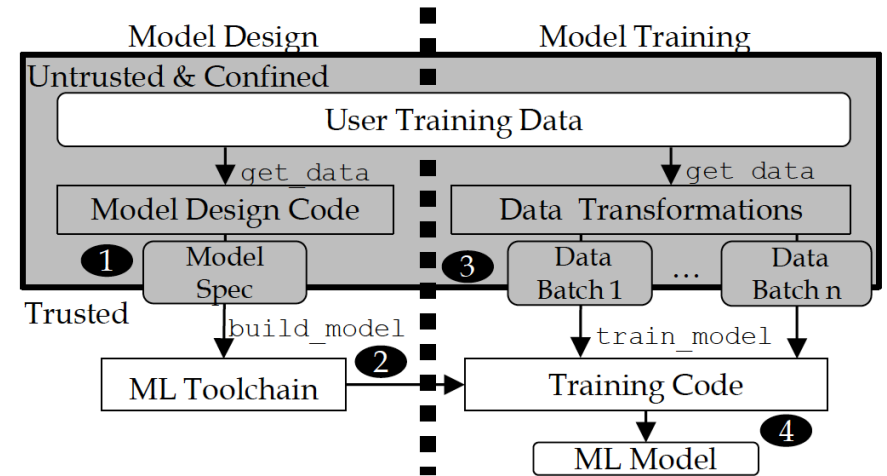 Model Design
Model Training
Untrusted & Confined
User Training Data
get_data
get data
Model Design Code
Data Transformations
1
Model
Spec
3
Data
Batch 1
...
Data
Batch n
Trusted
build_model
train_model
2
ML Toolchain
Training Code
4
ML Model